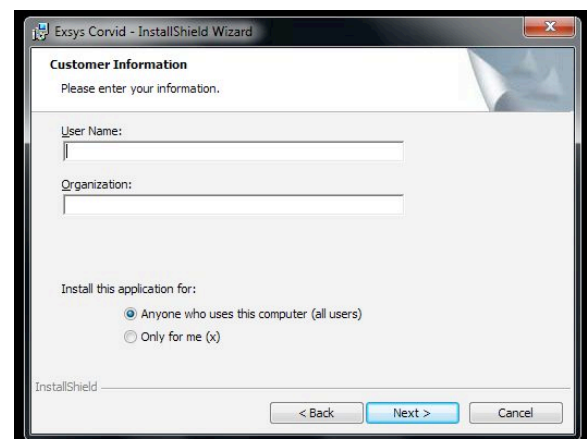 Exsys Corvid - InstallShield Wizard
Customer Information
Please enter your information.
User Name:
Organization:
Install this application for:
Anyone who uses this computer (all users)
Only for me (x)
InstallShield
< Back Next > Cancel